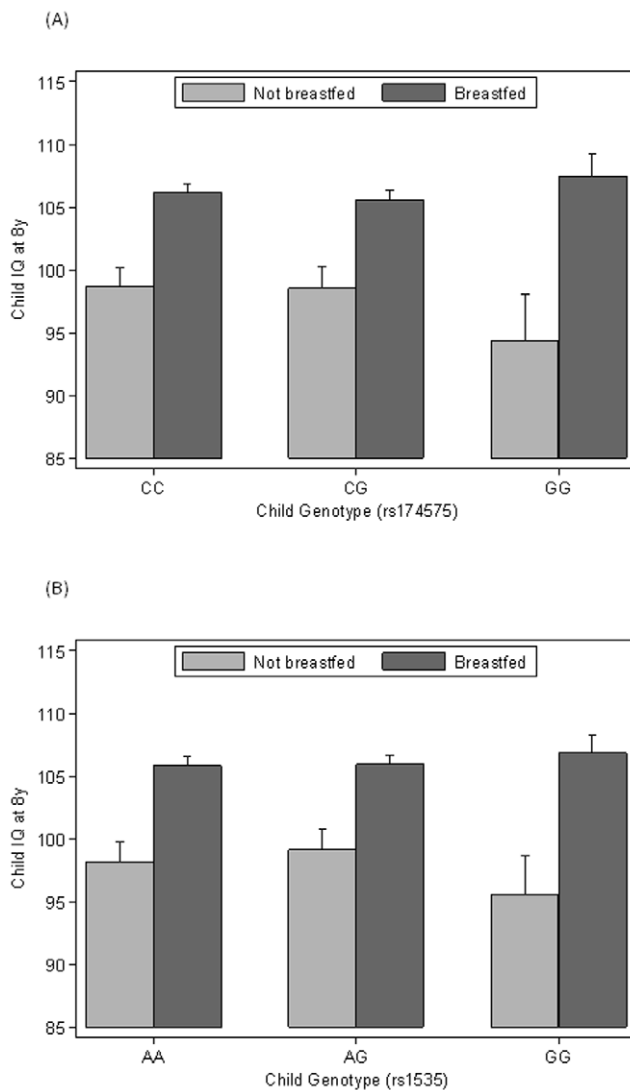 (A)
115
110
105
100
95
90
85
Child IQ at 8y
Not breastfed Breastfed
CC CG GG
Child Genotype (rs174575)
(B)
115
110
105
100
95
90
85
Child IQ at 8y
Not breastfed Breastfed
AA AG GG
Child Genotype (rs1535)